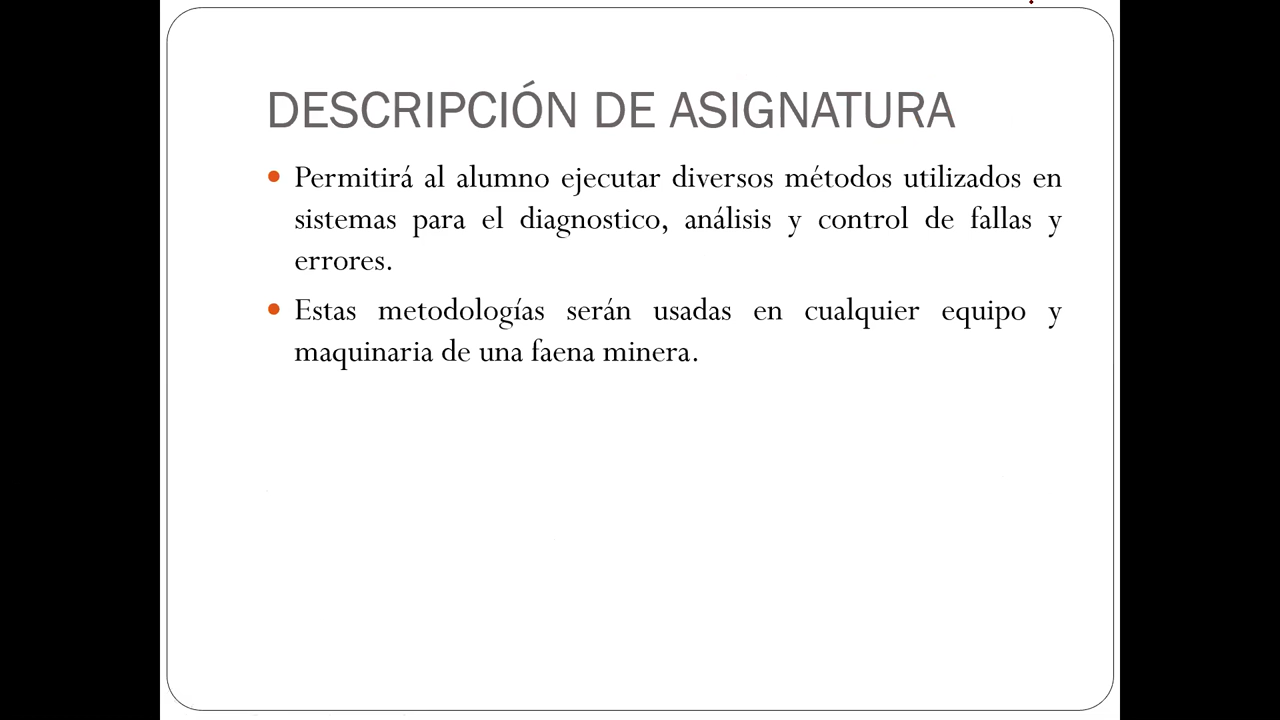 DESCRIPCIÓN DE ASIGNATURA
Permitirá al alumno ejecutar diversos métodos utilizados en
sistemas para el diagnostico, análisis y control de fallas y
errores.
Estas metodologías serán usadas en cualquier equipo y
maquinaria de una faena minera.